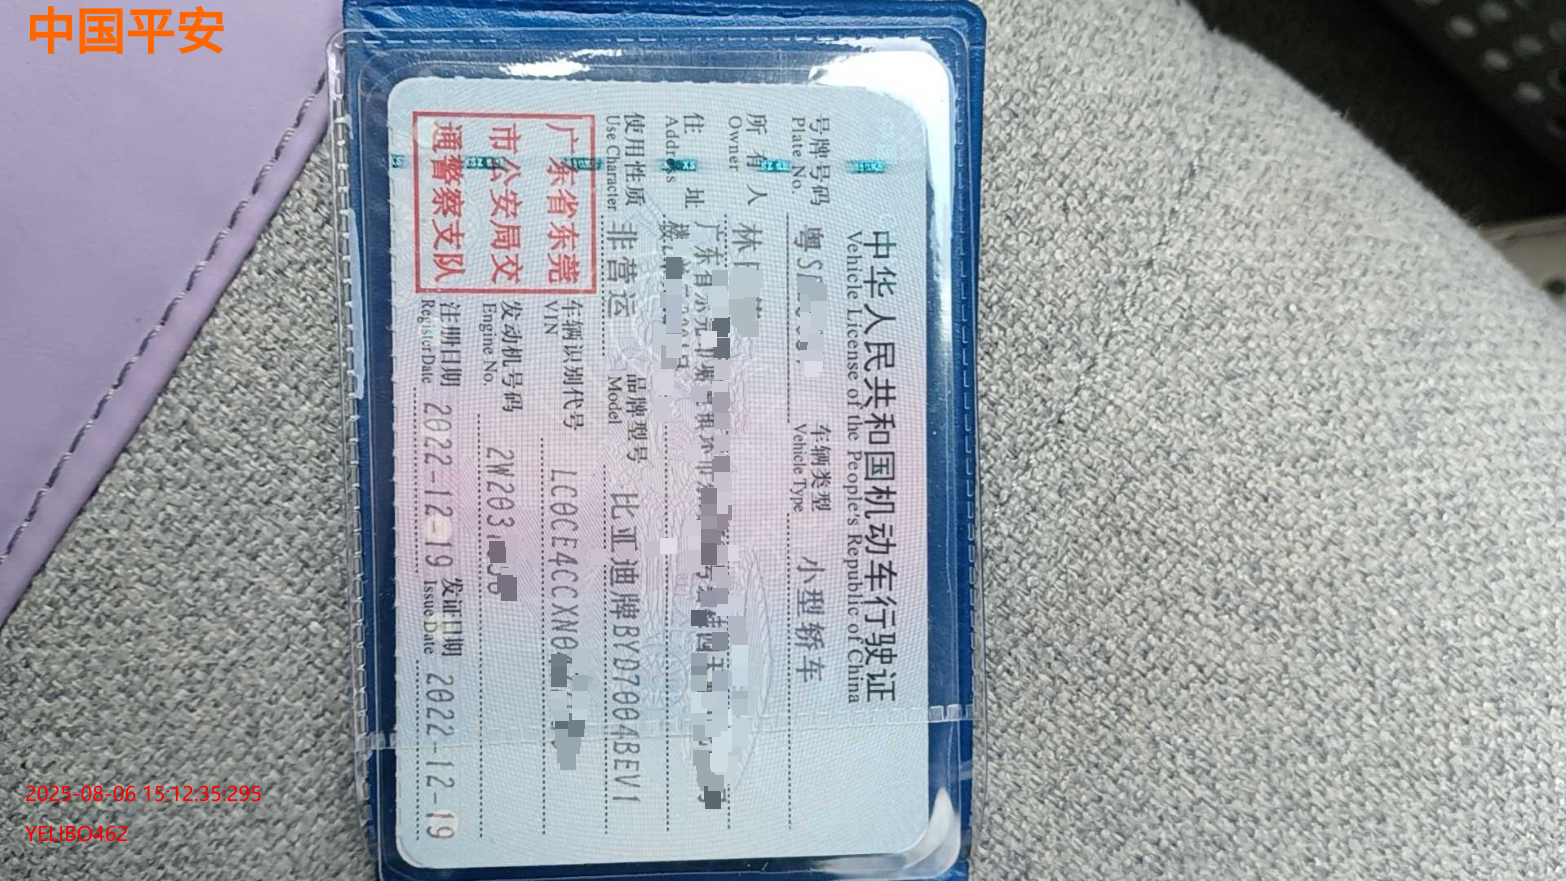 中国平安
中华人民共和国机动车行驶证
Vehicle License of the People's Republic of China
号牌号码 粤S 车辆类型 小型轿车
Plate No. Vehicle Type
所有人 林
Owner
住址 广东省
Address
使用性质 非营运 品牌型号 比亚迪牌BYD7004BEV1
Use Character Model
广东省东莞
市公安局交
通警察支队
车辆识别代号 LC0CE4CCXN0
VIN
发动机号码 2W203
Engine No.
注册日期 2022-12-19 发证日期 2022-12-19
Register Date Issue Date
2025-08-06 15:12:35:295
YELIBO462